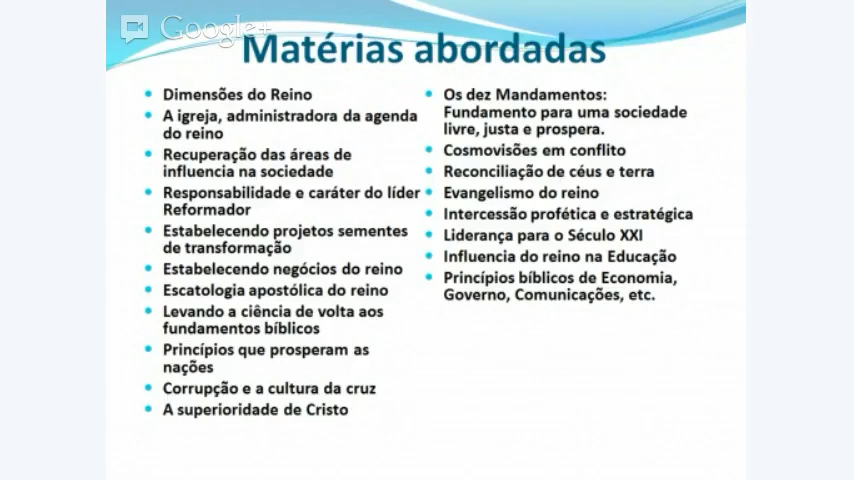 Google+
Matérias abordadas
Dimensões do Reino
A igreja, administradora da agenda
do reino
Recuperação das áreas de
influencia na sociedade
Responsabilidade e caráter do líder
Reformador
Estabelecendo projetos sementes
de transformação
Estabelecendo negócios do reino
Escatologia apostólica do reino
Levando a ciência de volta aos
fundamentos bíblicos
Princípios que prosperam as
nações
Corrupção e a cultura da cruz
A superioridade de Cristo
Os dez Mandamentos:
Fundamento para uma sociedade
livre, justa e prospera.
Cosmovisões em conflito
Reconciliação de céus e terra
Evangelismo do reino
Intercessão profética e estratégica
Liderança para o Século XXI
Influencia do reino na Educação
Princípios bíblicos de Economia,
Governo, Comunicações, etc.